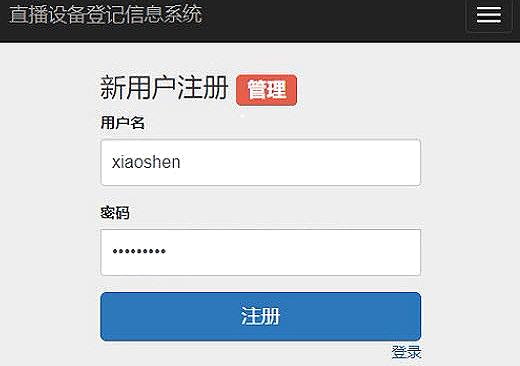 直播设备登记信息系统
新用户注册 管理
用户名
xiaoshen
密码
•••••••••
注册
登录